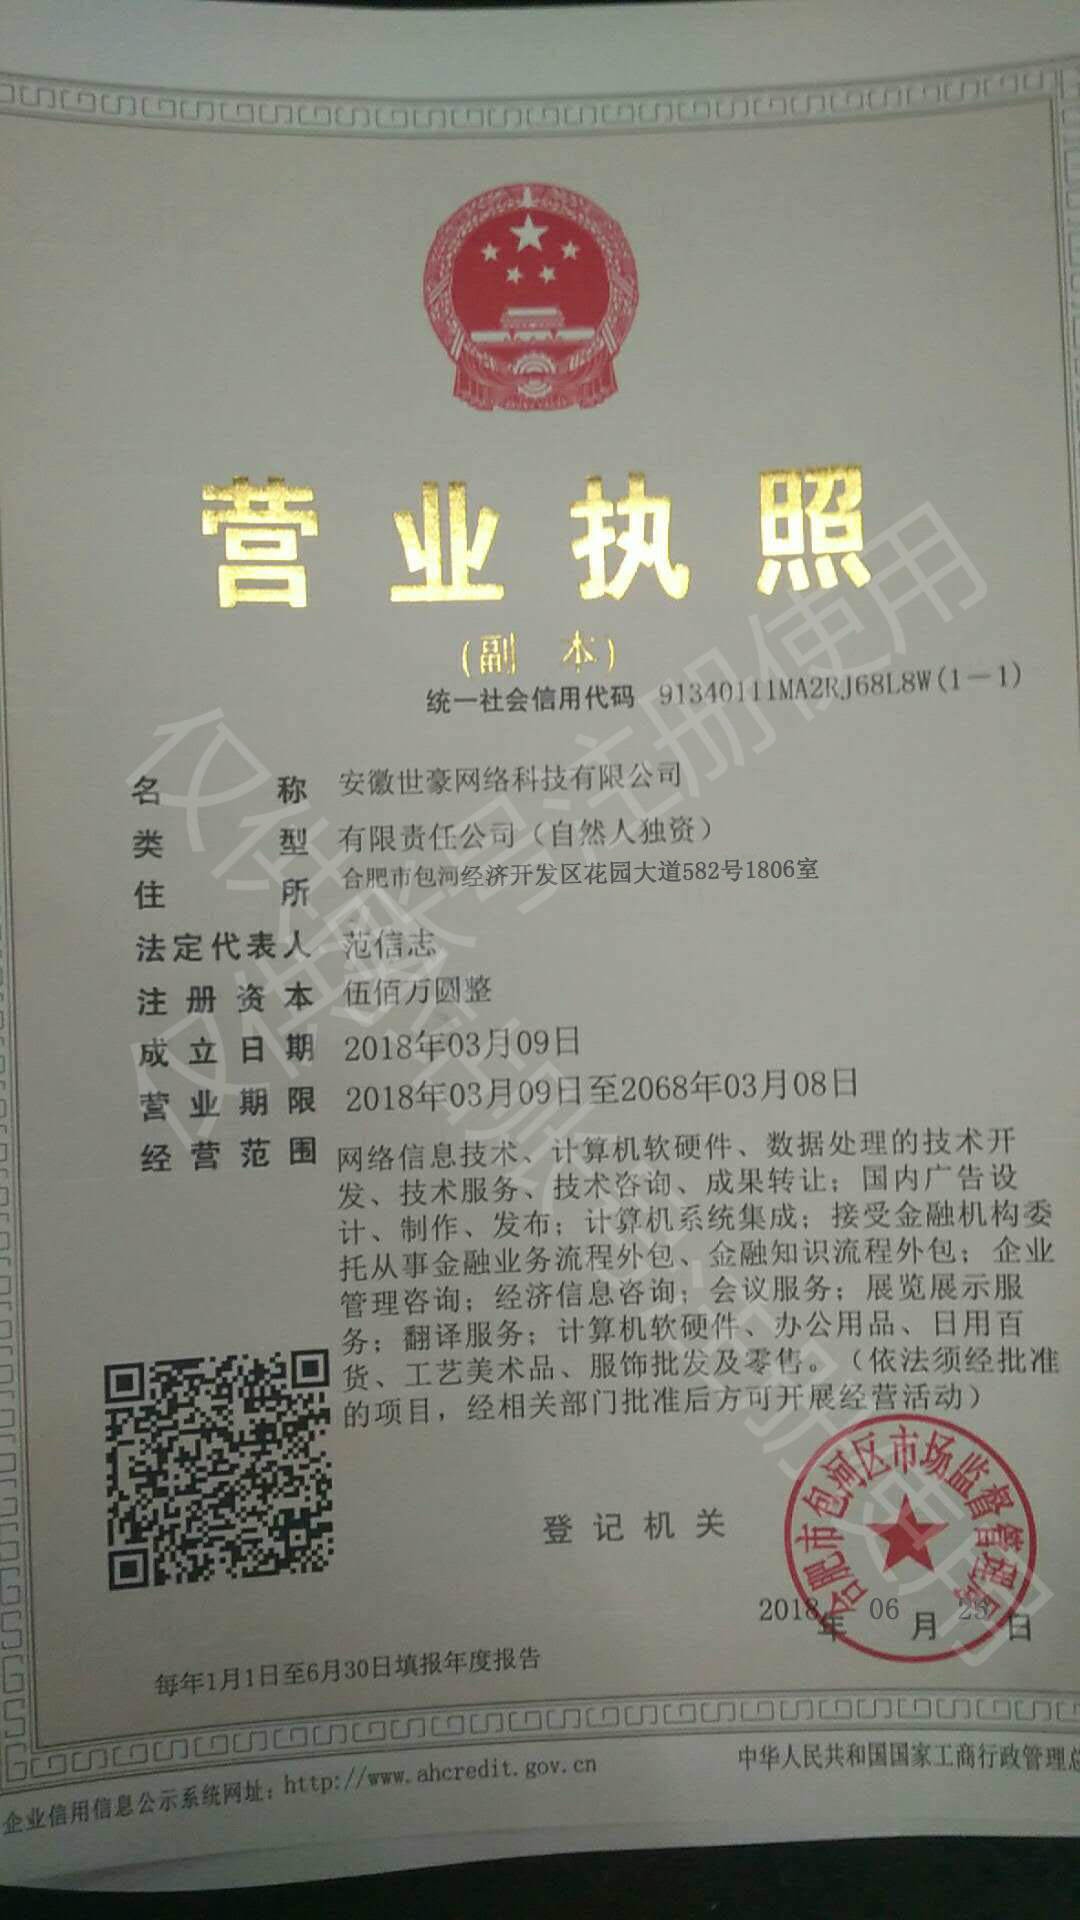 营业执照
(副 本)
统一社会信用代码 91340111MA2RJ68L8W(1－1)
名称 安徽世豪网络科技有限公司
类型 有限责任公司（自然人独资）
住所 合肥市包河经济开发区花园大道582号1806室
法定代表人 范信志
注册资本 伍佰万圆整
成立日期 2018年03月09日
营业期限 2018年03月09日至2068年03月08日
经营范围 网络信息技术、计算机软硬件、数据处理的技术开
发、技术服务、技术咨询、成果转让；国内广告设
计、制作、发布；计算机系统集成；接受金融机构委
托从事金融业务流程外包、金融知识流程外包；企业
管理咨询；经济信息咨询；会议服务；展览展示服
务；翻译服务；计算机软硬件、办公用品、日用百
货、工艺美术品、服饰批发及零售。（依法须经批准
的项目，经相关部门批准后方可开展经营活动）
登记机关
合肥市包河区市场监督管理局
2018年 06月 25日
每年1月1日至6月30日填报年度报告
企业信用信息公示系统网址：http://www.ahcredit.gov.cn
中华人民共和国国家工商行政管理总
仅供账号注册使用